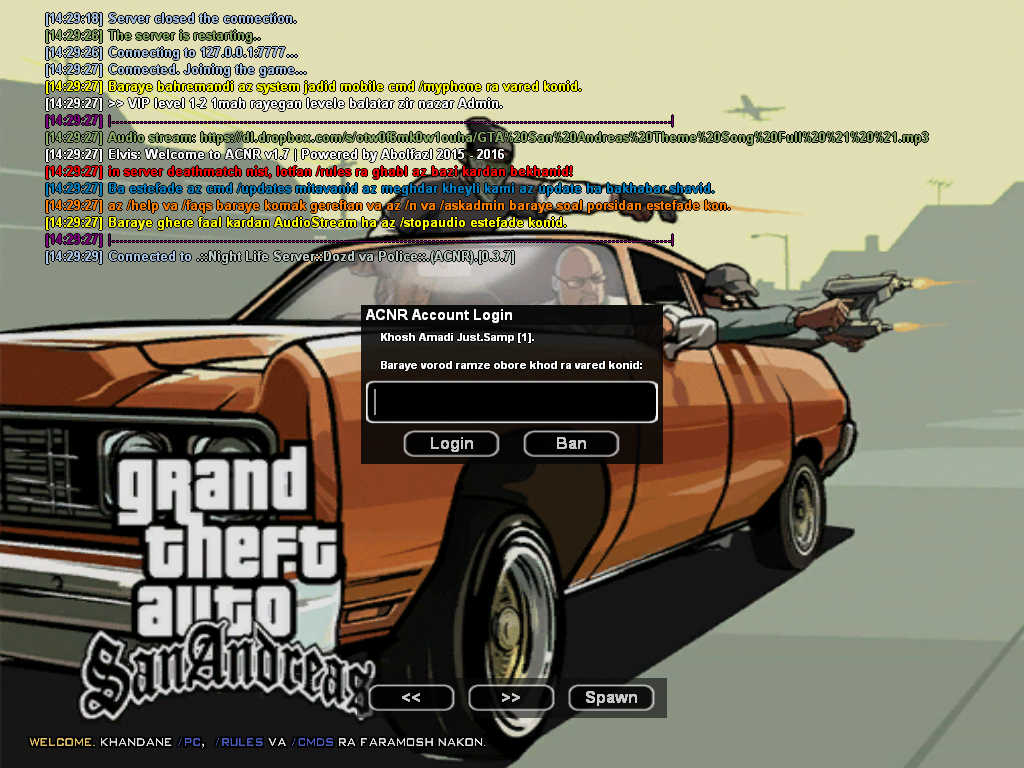 [14:29:18] Server closed the connection.
[14:29:26] The server is restarting..
[14:29:26] Connecting to 127.0.0.1:7777...
[14:29:27] Connected. Joining the game...
[14:29:27] Baraye bahremandi az system jadid mobile cmd /myphone ra vared konid.
[14:29:27] >> VIP level 1-2 1mah rayegan levele balatar zir nazar Admin.
[14:29:27] |---------------------------------------------------------------------------------------------------|
[14:29:27] Audio stream: https://dl.dropbox.com/s/otw0f8mk0w1ouha/GTA%20San%20Andreas%20Theme%20Song%20Full%20%21%20%21.mp3
[14:29:27] Elvis: Welcome to ACNR v1.7 | Powered by Abolfazl 2015 - 2016
[14:29:27] in server deathmatch nist, lotfan /rules ra ghabl az bazi kardan bekhanid!
[14:29:27] Ba estefade az cmd /updates mitavanid az meghdar kheyli kami az update ha bakhabar shavid.
[14:29:27] az /help va /faqs baraye komak gereftan va az /n va /askadmin baraye soal porsidan estefade kon.
[14:29:27] Baraye ghere faal kardan AudioStream ha az /stopaudio estefade konid.
[14:29:27] |---------------------------------------------------------------------------------------------------|
[14:29:29] Connected to .::Night Life Server::Dozd va Police::.(ACNR).[0.3.7]
ACNR Account Login
Khosh Amadi Just.Samp [1].
Baraye vorod ramze obore khod ra vared konid:
Login Ban
grand
theft
auto
San Andreas
<< >> Spawn
WELCOME. KHANDANE /PC, /RULES VA /CMDS RA FARAMOSH NAKON.